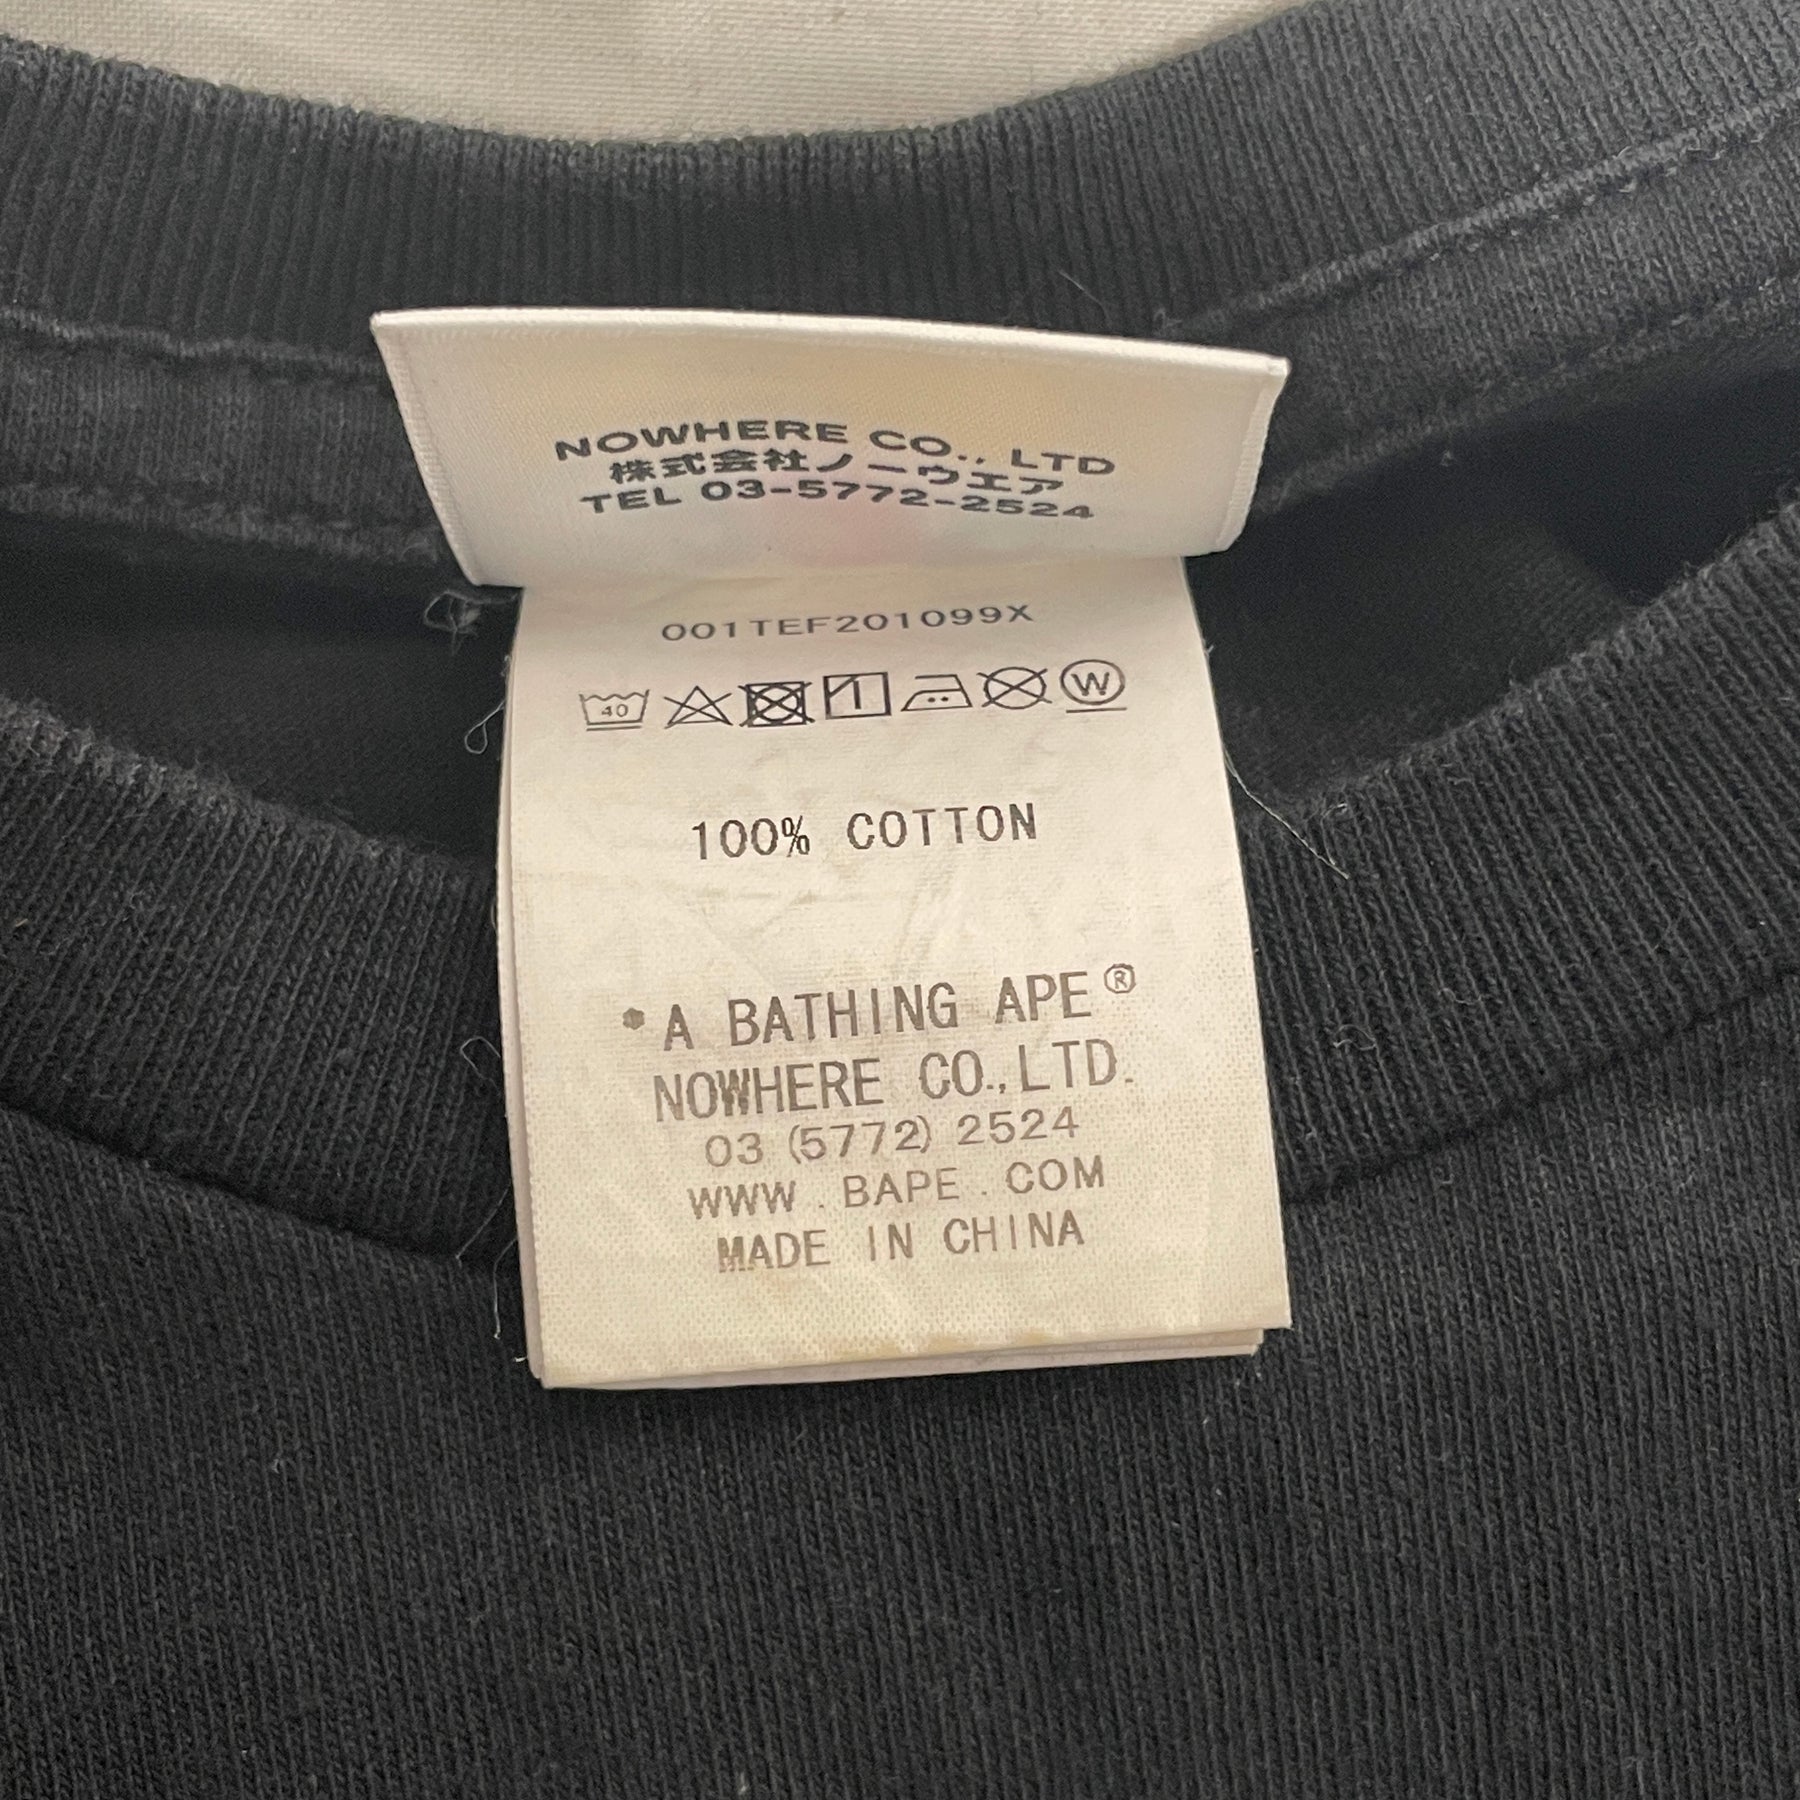 NOWHERE CO., LTD
株式会社ノーウエア
TEL 03-5772-2524
001TEF201099X
40 W
100% COTTON
*A BATHING APE®
NOWHERE CO.,LTD.
03 (5772) 2524
WWW.BAPE.COM
MADE IN CHINA